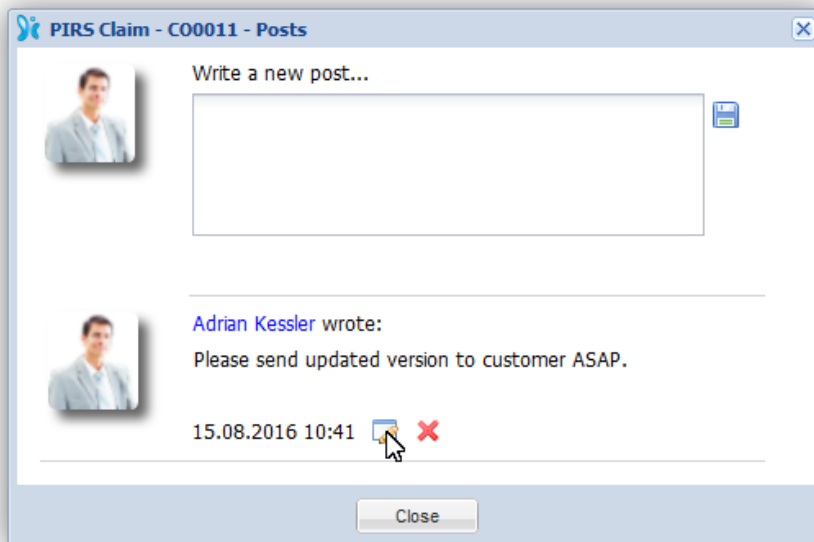 PIRS Claim - CO0011 - Posts
Write a new post...
Adrian Kessler wrote:
Please send updated version to customer ASAP.
15.08.2016 10:41
Close